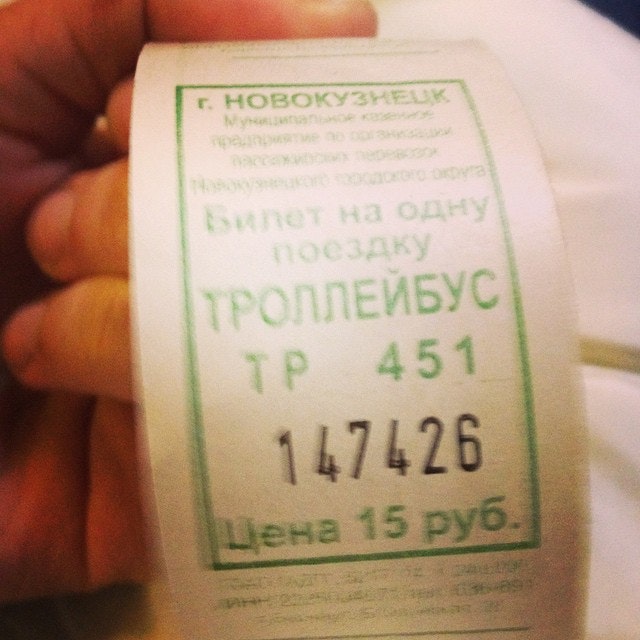 г. НОВОКУЗНЕЦК
Муниципальное казенное
предприятие по организации
пассажирских перевозок
Новокузнецкого городского округа
Билет на одну
поездку
ТРОЛЛЕЙБУС
ТР 451
147426
Цена 15 руб.